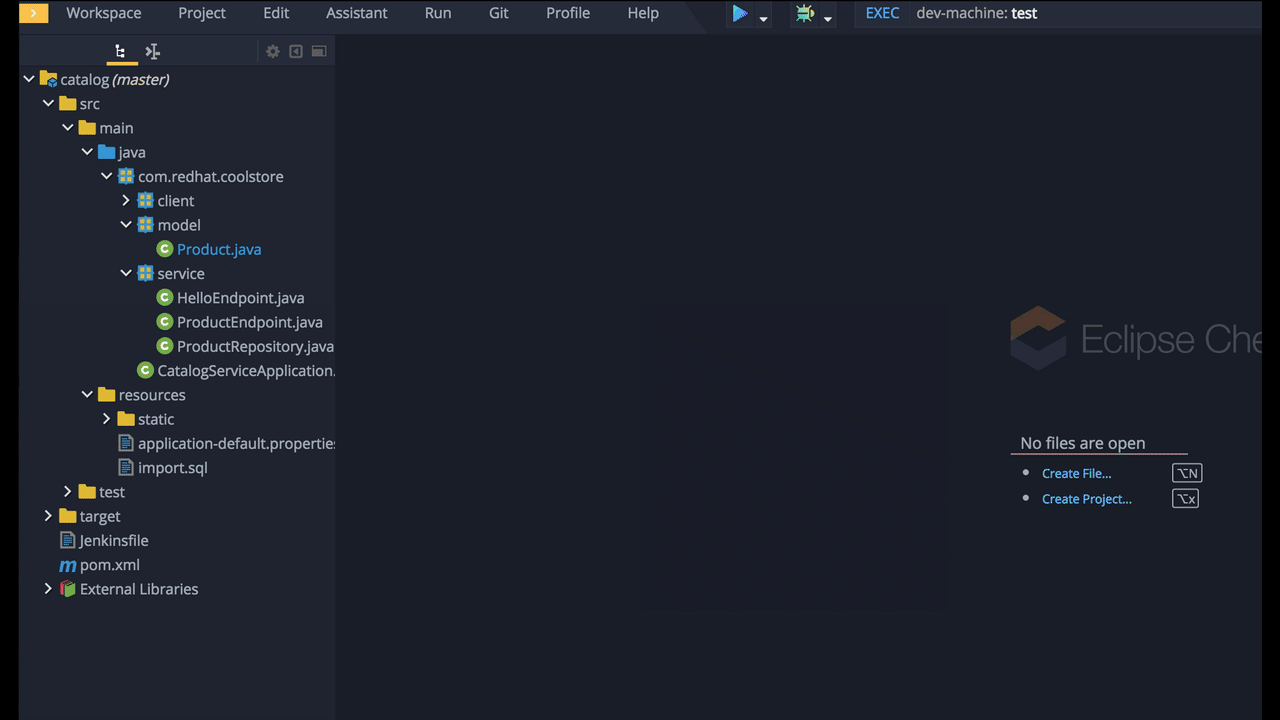 Workspace Project Edit Assistant Run Git Profile Help EXEC dev-machine: test
catalog (master)
src
main
java
com.redhat.coolstore
client
model
Product.java
service
HelloEndpoint.java
ProductEndpoint.java
ProductRepository.java
CatalogServiceApplication.
resources
static
application-default.properties
import.sql
test
target
Jenkinsfile
pom.xml
External Libraries
Eclipse Che
No files are open
Create File... ⌥N
Create Project... ⌥x